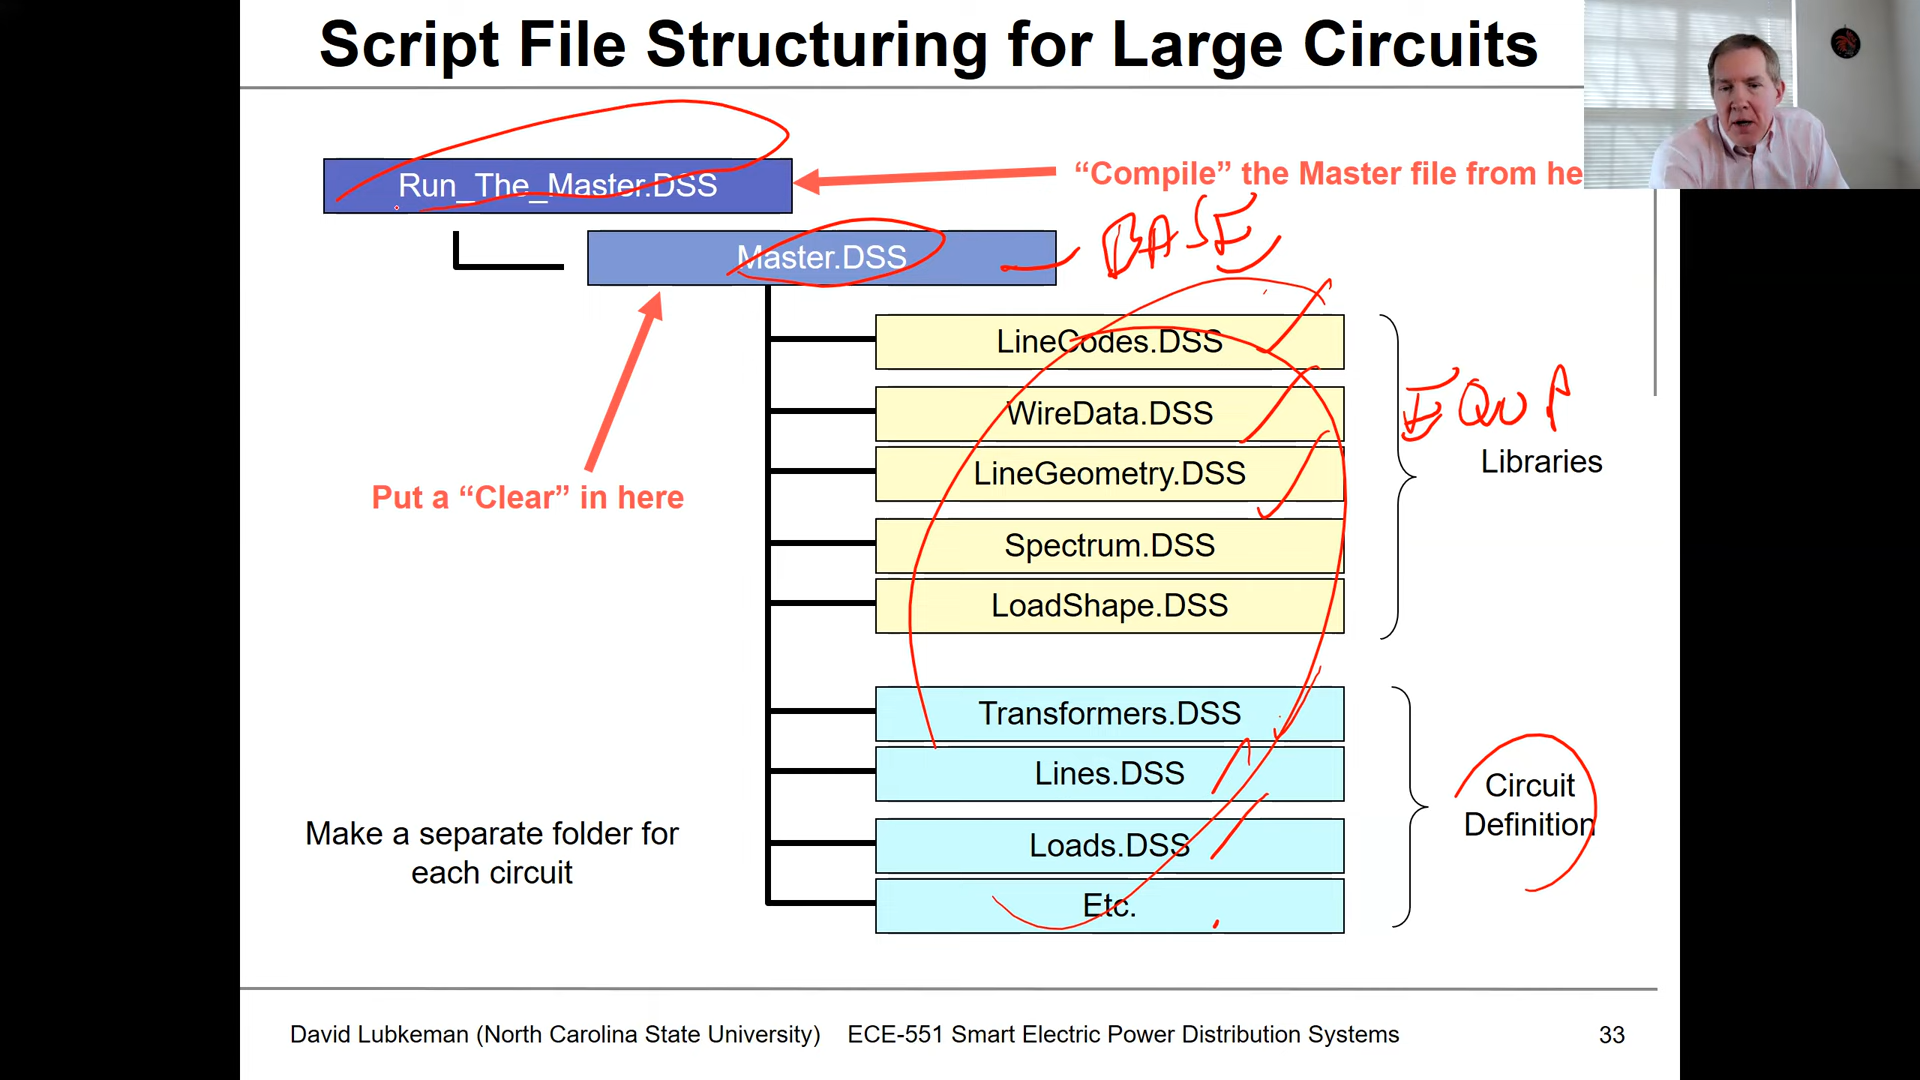 Script File Structuring for Large Circuits
Run_The_Master.DSS
“Compile” the Master file from he
Master.DSS
BASE
LineCodes.DSS
WireData.DSS
EQUP
LineGeometry.DSS
Libraries
Put a “Clear” in here
Spectrum.DSS
LoadShape.DSS
Transformers.DSS
Lines.DSS
Circuit
Definition
Make a separate folder for
each circuit
Loads.DSS
Etc.
David Lubkeman (North Carolina State University) ECE-551 Smart Electric Power Distribution Systems 33